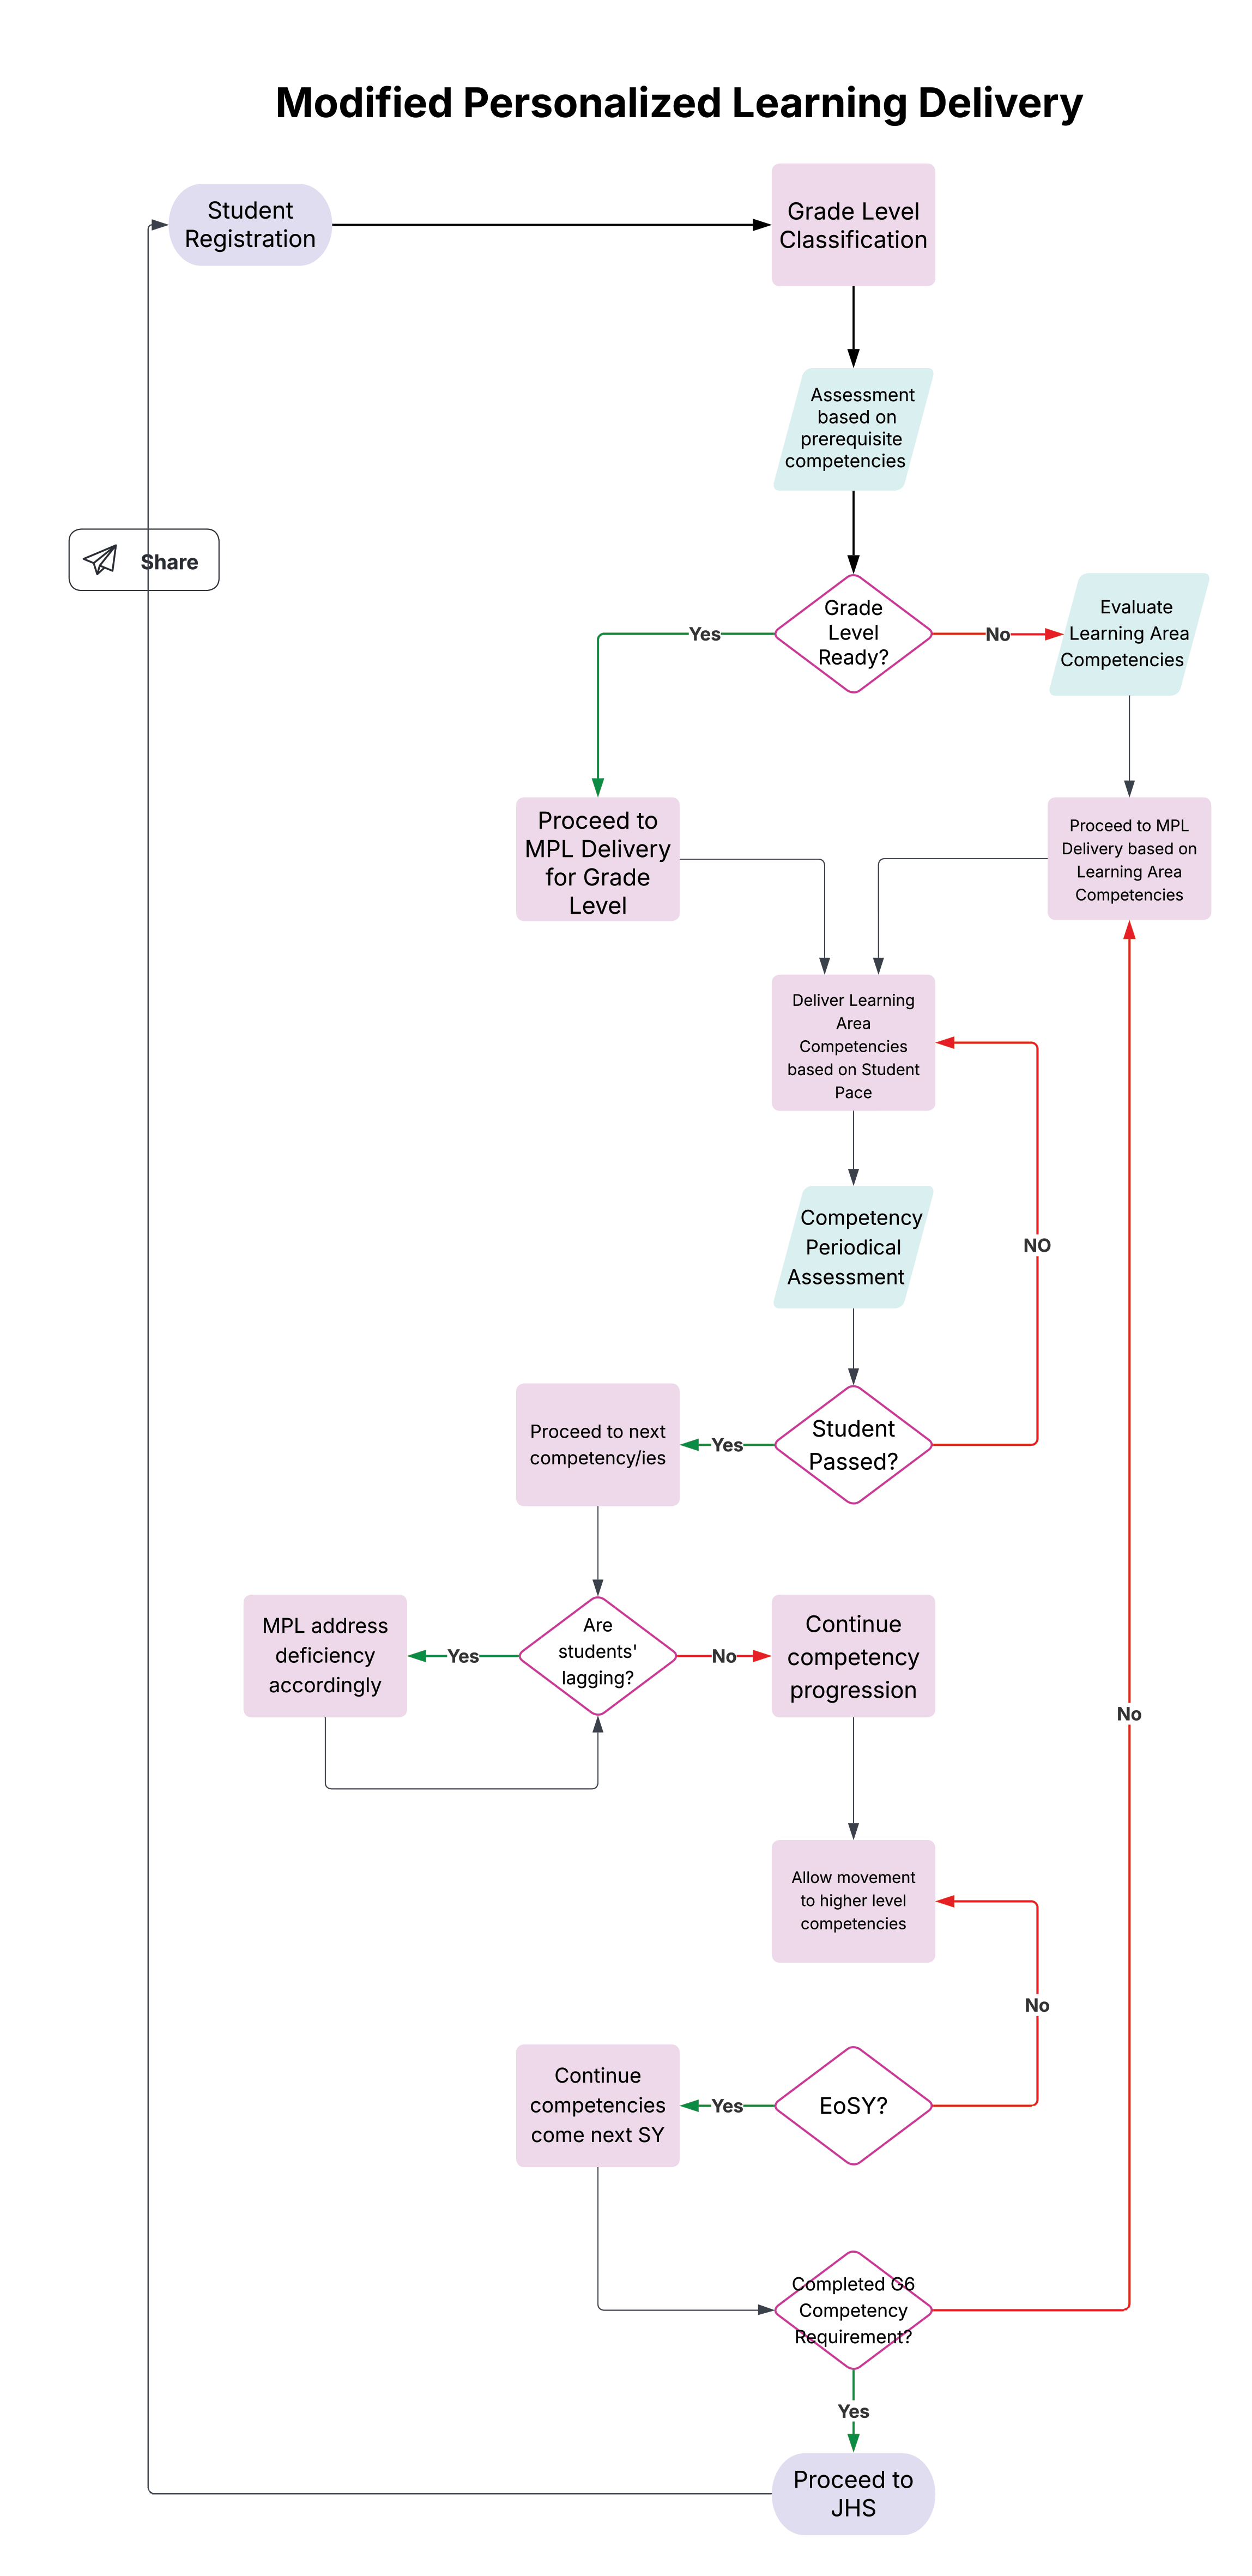 Modified Personalized Learning Delivery
Student
Registration
Grade Level
Classification
Assessment
based on
prerequisite
competencies
Share
Grade
Level
Ready?
Yes
No
Evaluate
Learning Area
Competencies
Proceed to
MPL Delivery
for Grade
Level
Proceed to MPL
Delivery based on
Learning Area
Competencies
Deliver Learning
Area
Competencies
based on Student
Pace
Competency
Periodical
Assessment
NO
Student
Passed?
Yes
Proceed to next
competency/ies
Are
students'
lagging?
Yes
No
MPL address
deficiency
accordingly
Continue
competency
progression
No
Allow movement
to higher level
competencies
No
EoSY?
Yes
Continue
competencies
come next SY
Completed G6
Competency
Requirement?
Yes
Proceed to
JHS